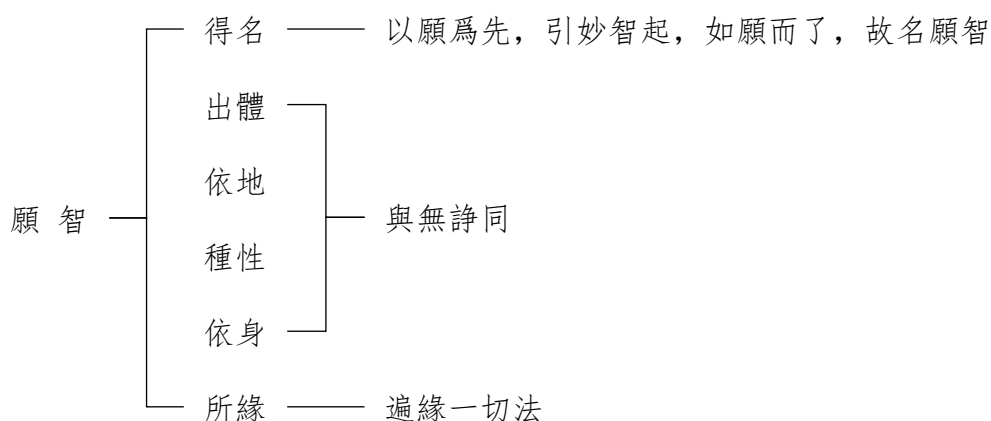 得名 以願爲先，引妙智起，如願而了，故名願智
出體
依地
願智 與無諍同
種性
依身
所緣 遍緣一切法